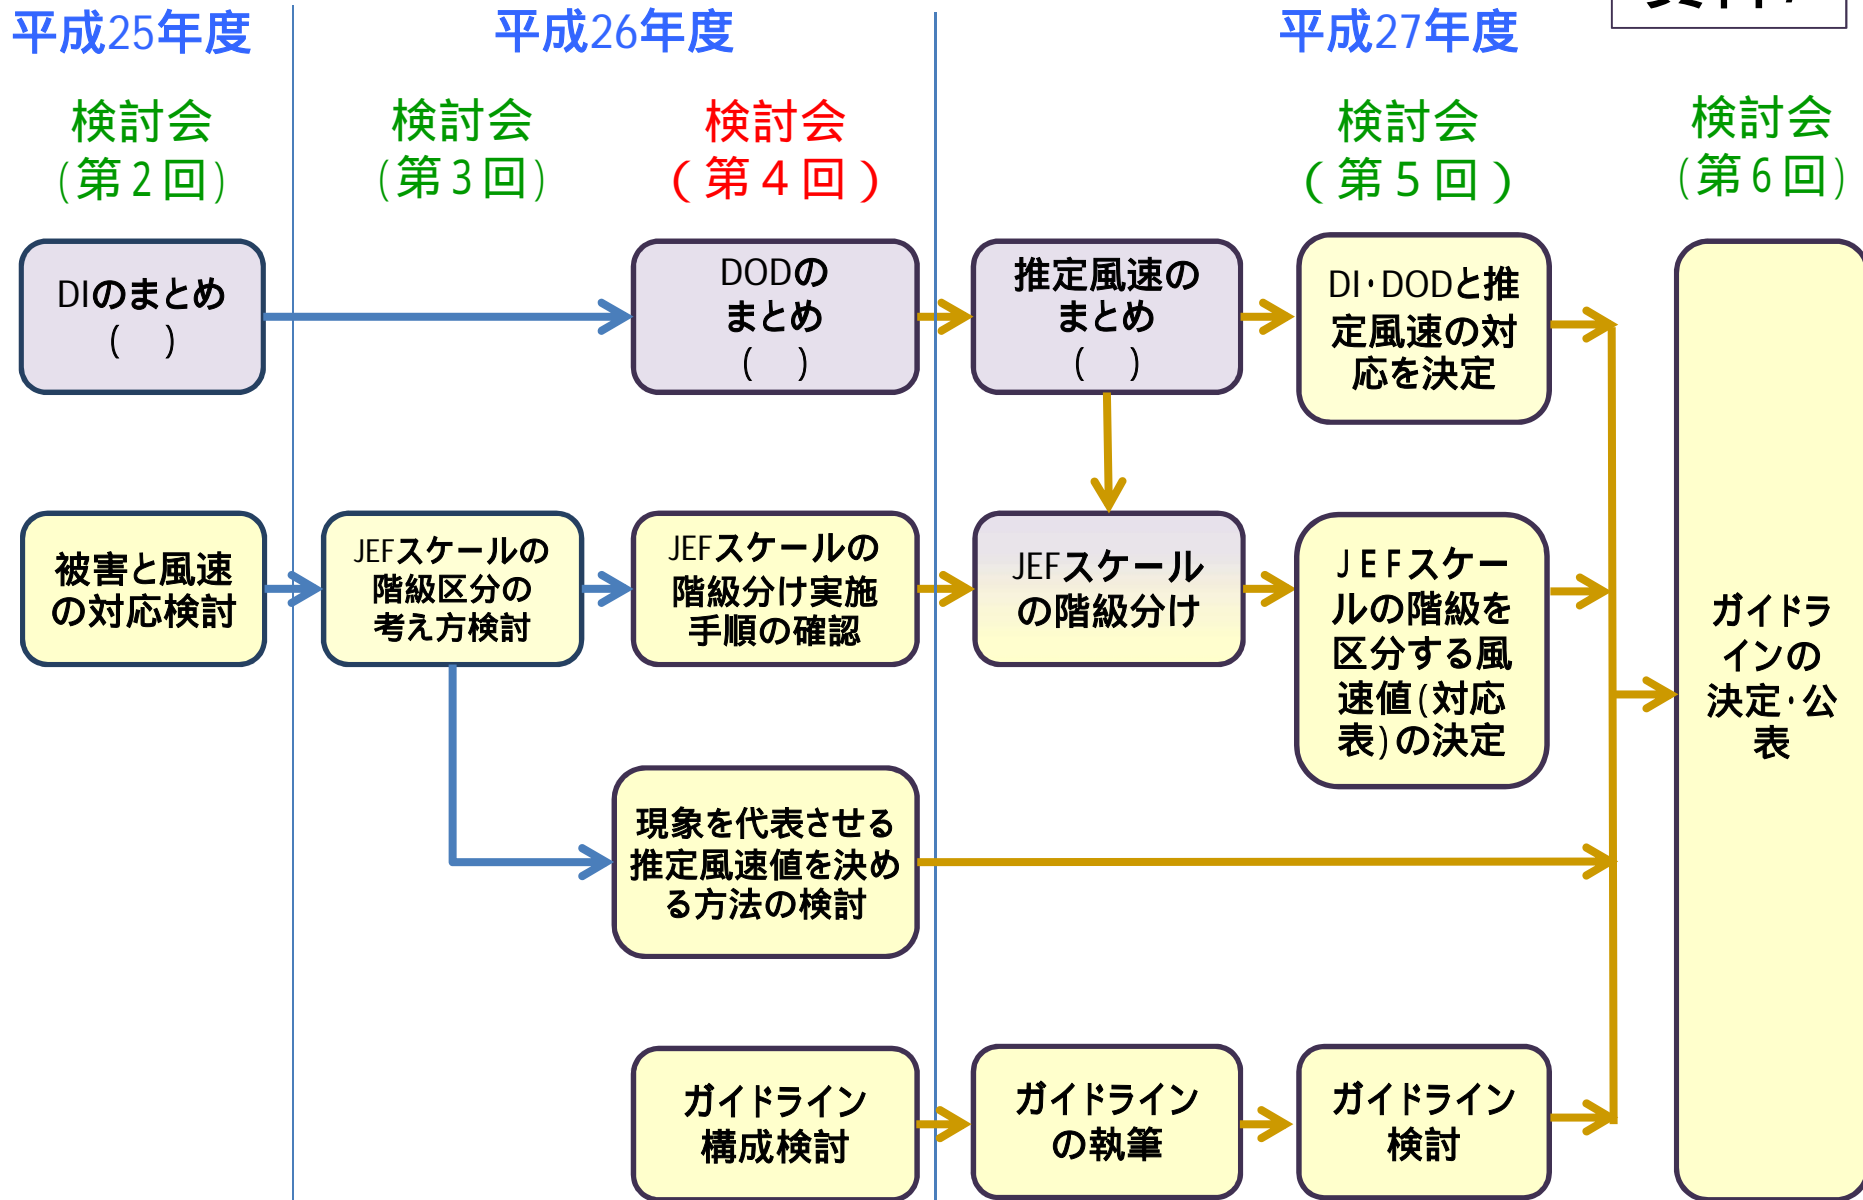 平成25年度
平成26年度
平成27年度
検討会
(第2回)
検討会
(第3回)
検討会
(第4回)
検討会
(第5回)
検討会
(第6回)
DIのまとめ
(　)
DODの
まとめ
(　)
推定風速の
まとめ
(　)
DI・DODと推
定風速の対
応を決定
被害と風速
の対応検討
JEFスケールの
階級区分の
考え方検討
JEFスケールの
階級分け実施
手順の確認
JEFスケール
の階級分け
JEFスケー
ルの階級を
区分する風
速値(対応
表)の決定
ガイドラ
インの
決定・公
表
現象を代表させる
推定風速値を決め
る方法の検討
ガイドライン
構成検討
ガイドライン
の執筆
ガイドライン
検討